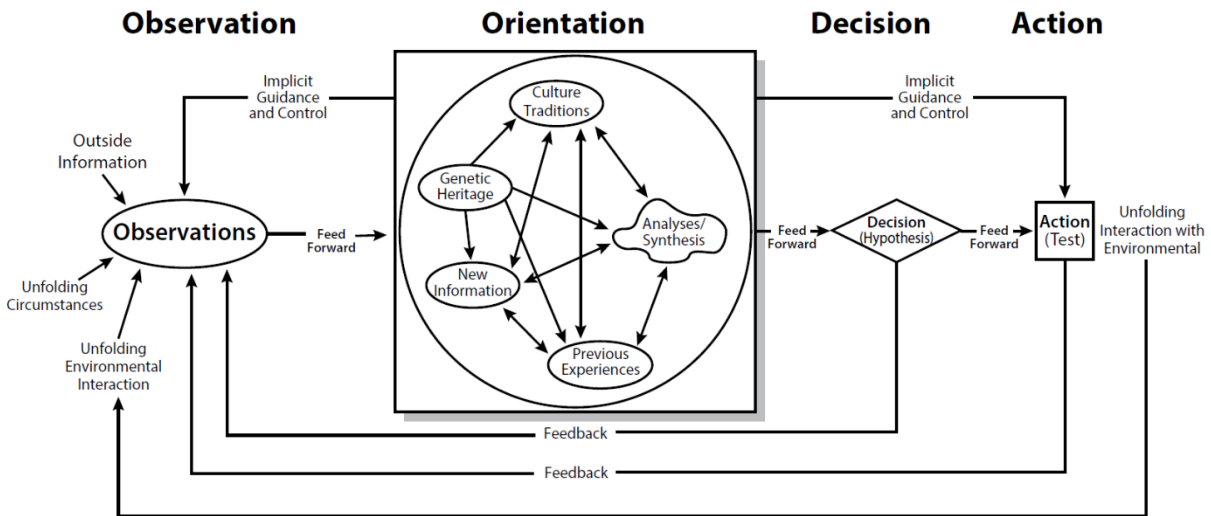 Observation
Orientation
Decision
Action
Implicit
Guidance
and Control
Outside
Information
Observations
Unfolding
Circumstances
Unfolding
Environmental
Interaction
Feed
Forward
Culture
Traditions
Genetic
Heritage
Analyses/
Synthesis
New
Information
Previous
Experiences
Implicit
Guidance
and Control
Feed
Forward
Decision
(Hypothesis)
Feed
Forward
Action
(Test)
Unfolding
Interaction with
Environmental
Feedback
Feedback